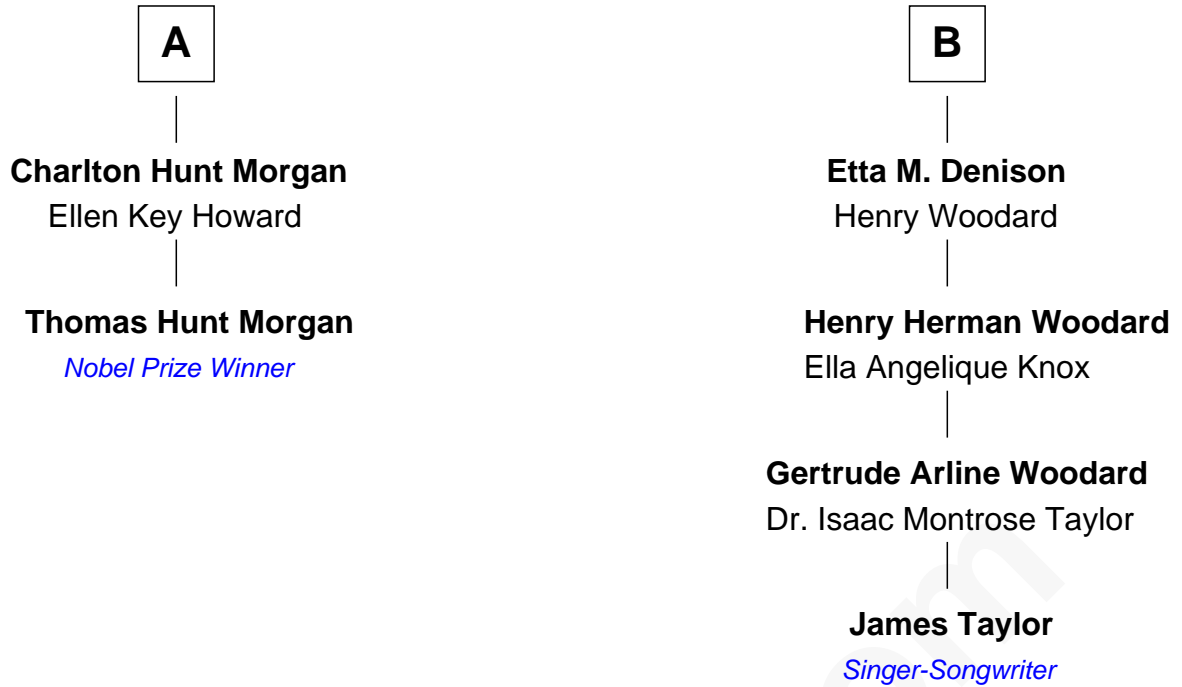 A
Charlton Hunt Morgan
Ellen Key Howard
Thomas Hunt Morgan
Nobel Prize Winner
B
Etta M. Denison
Henry Woodard
Henry Herman Woodard
Ella Angelique Knox
Gertrude Arline Woodard
Dr. Isaac Montrose Taylor
James Taylor
Singer-Songwriter